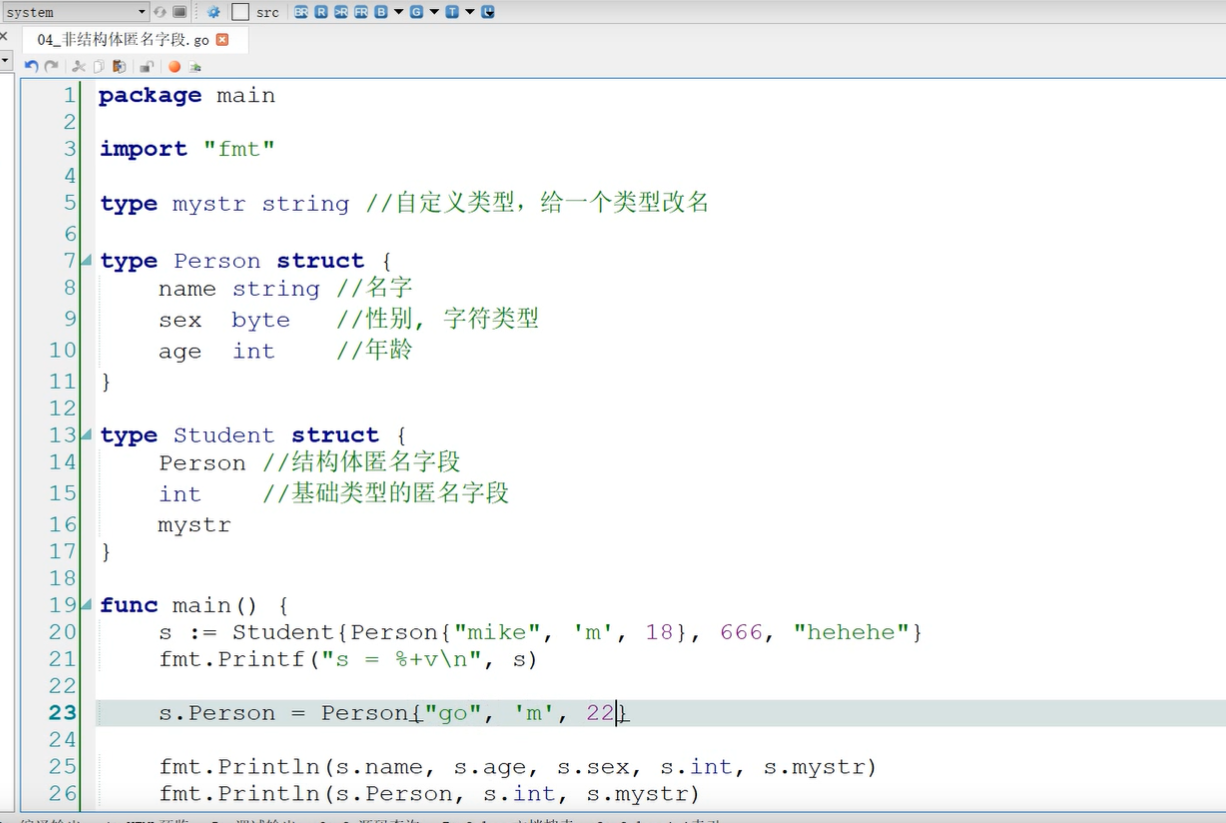 system src ER R >R FR B G T
04_非结构体匿名字段.go
1 package main
2
3 import "fmt"
4
5 type mystr string //自定义类型，给一个类型改名
6
7 type Person struct {
8 name string //名字
9 sex byte //性别, 字符类型
10 age int //年龄
11 }
12
13 type Student struct {
14 Person //结构体匿名字段
15 int //基础类型的匿名字段
16 mystr
17 }
18
19 func main() {
20 s := Student{Person{"mike", 'm', 18}, 666, "hehehe"}
21 fmt.Printf("s = %+v\n", s)
22
23 s.Person = Person{"go", 'm', 22}
24
25 fmt.Println(s.name, s.age, s.sex, s.int, s.mystr)
26 fmt.Println(s.Person, s.int, s.mystr)